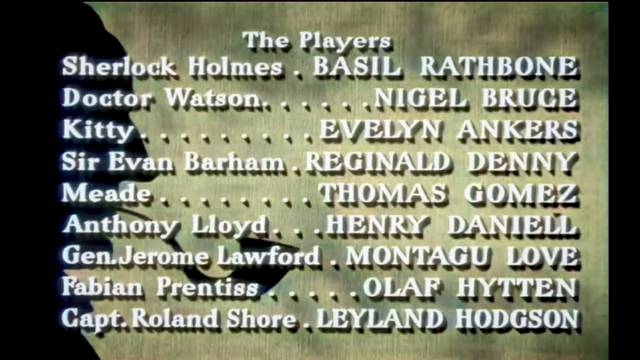 The Players
Sherlock Holmes . BASIL RATHBONE
Doctor Watson. . . . . . NIGEL BRUCE
Kitty . . . . . . . . . EVELYN ANKERS
Sir Evan Barham . REGINALD DENNY
Meade . . . . . . . . THOMAS GOMEZ
Anthony Lloyd . . . HENRY DANIELL
Gen. Jerome Lawford . MONTAGU LOVE
Fabian Prentiss . . . . . OLAF HYTTEN
Capt. Roland Shore . LEYLAND HODGSON